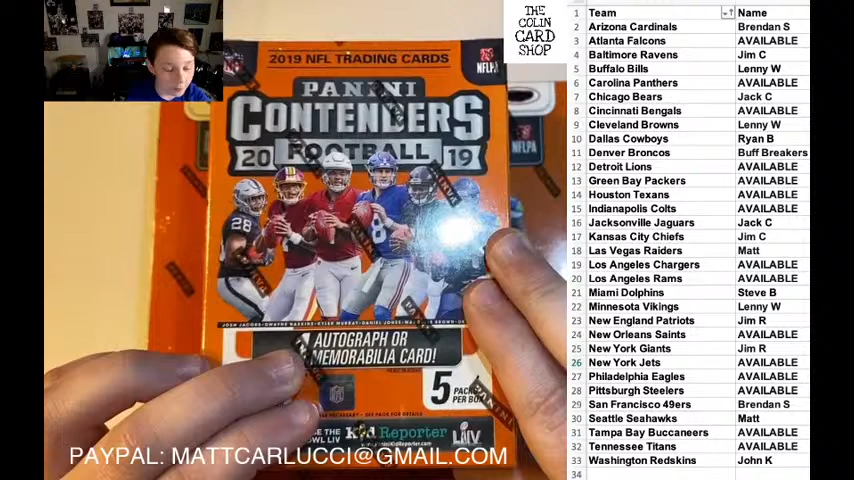 THE
COLIN
CARD
SHOP
2019 NFL TRADING CARDS
PANINI
CONTENDERS
20 FOOTBALL 19
AUTOGRAPH OR
MEMORABILIA CARD!
5 PACKS
PER BOX
Kid Reporter
LIV
PAYPAL: MATTCARLUCCI@GMAIL.COM
1 Team Name
2 Arizona Cardinals Brendan S
3 Atlanta Falcons AVAILABLE
4 Baltimore Ravens Jim C
5 Buffalo Bills Lenny W
6 Carolina Panthers AVAILABLE
7 Chicago Bears Jack C
8 Cincinnati Bengals AVAILABLE
9 Cleveland Browns Lenny W
10 Dallas Cowboys Ryan B
11 Denver Broncos Buff Breakers
12 Detroit Lions AVAILABLE
13 Green Bay Packers AVAILABLE
14 Houston Texans AVAILABLE
15 Indianapolis Colts AVAILABLE
16 Jacksonville Jaguars Jack C
17 Kansas City Chiefs Jim C
18 Las Vegas Raiders Matt
19 Los Angeles Chargers AVAILABLE
20 Los Angeles Rams AVAILABLE
21 Miami Dolphins Steve B
22 Minnesota Vikings Lenny W
23 New England Patriots Jim R
24 New Orleans Saints AVAILABLE
25 New York Giants Jim R
26 New York Jets AVAILABLE
27 Philadelphia Eagles AVAILABLE
28 Pittsburgh Steelers AVAILABLE
29 San Francisco 49ers Brendan S
30 Seattle Seahawks Matt
31 Tampa Bay Buccaneers AVAILABLE
32 Tennessee Titans AVAILABLE
33 Washington Redskins John K
34